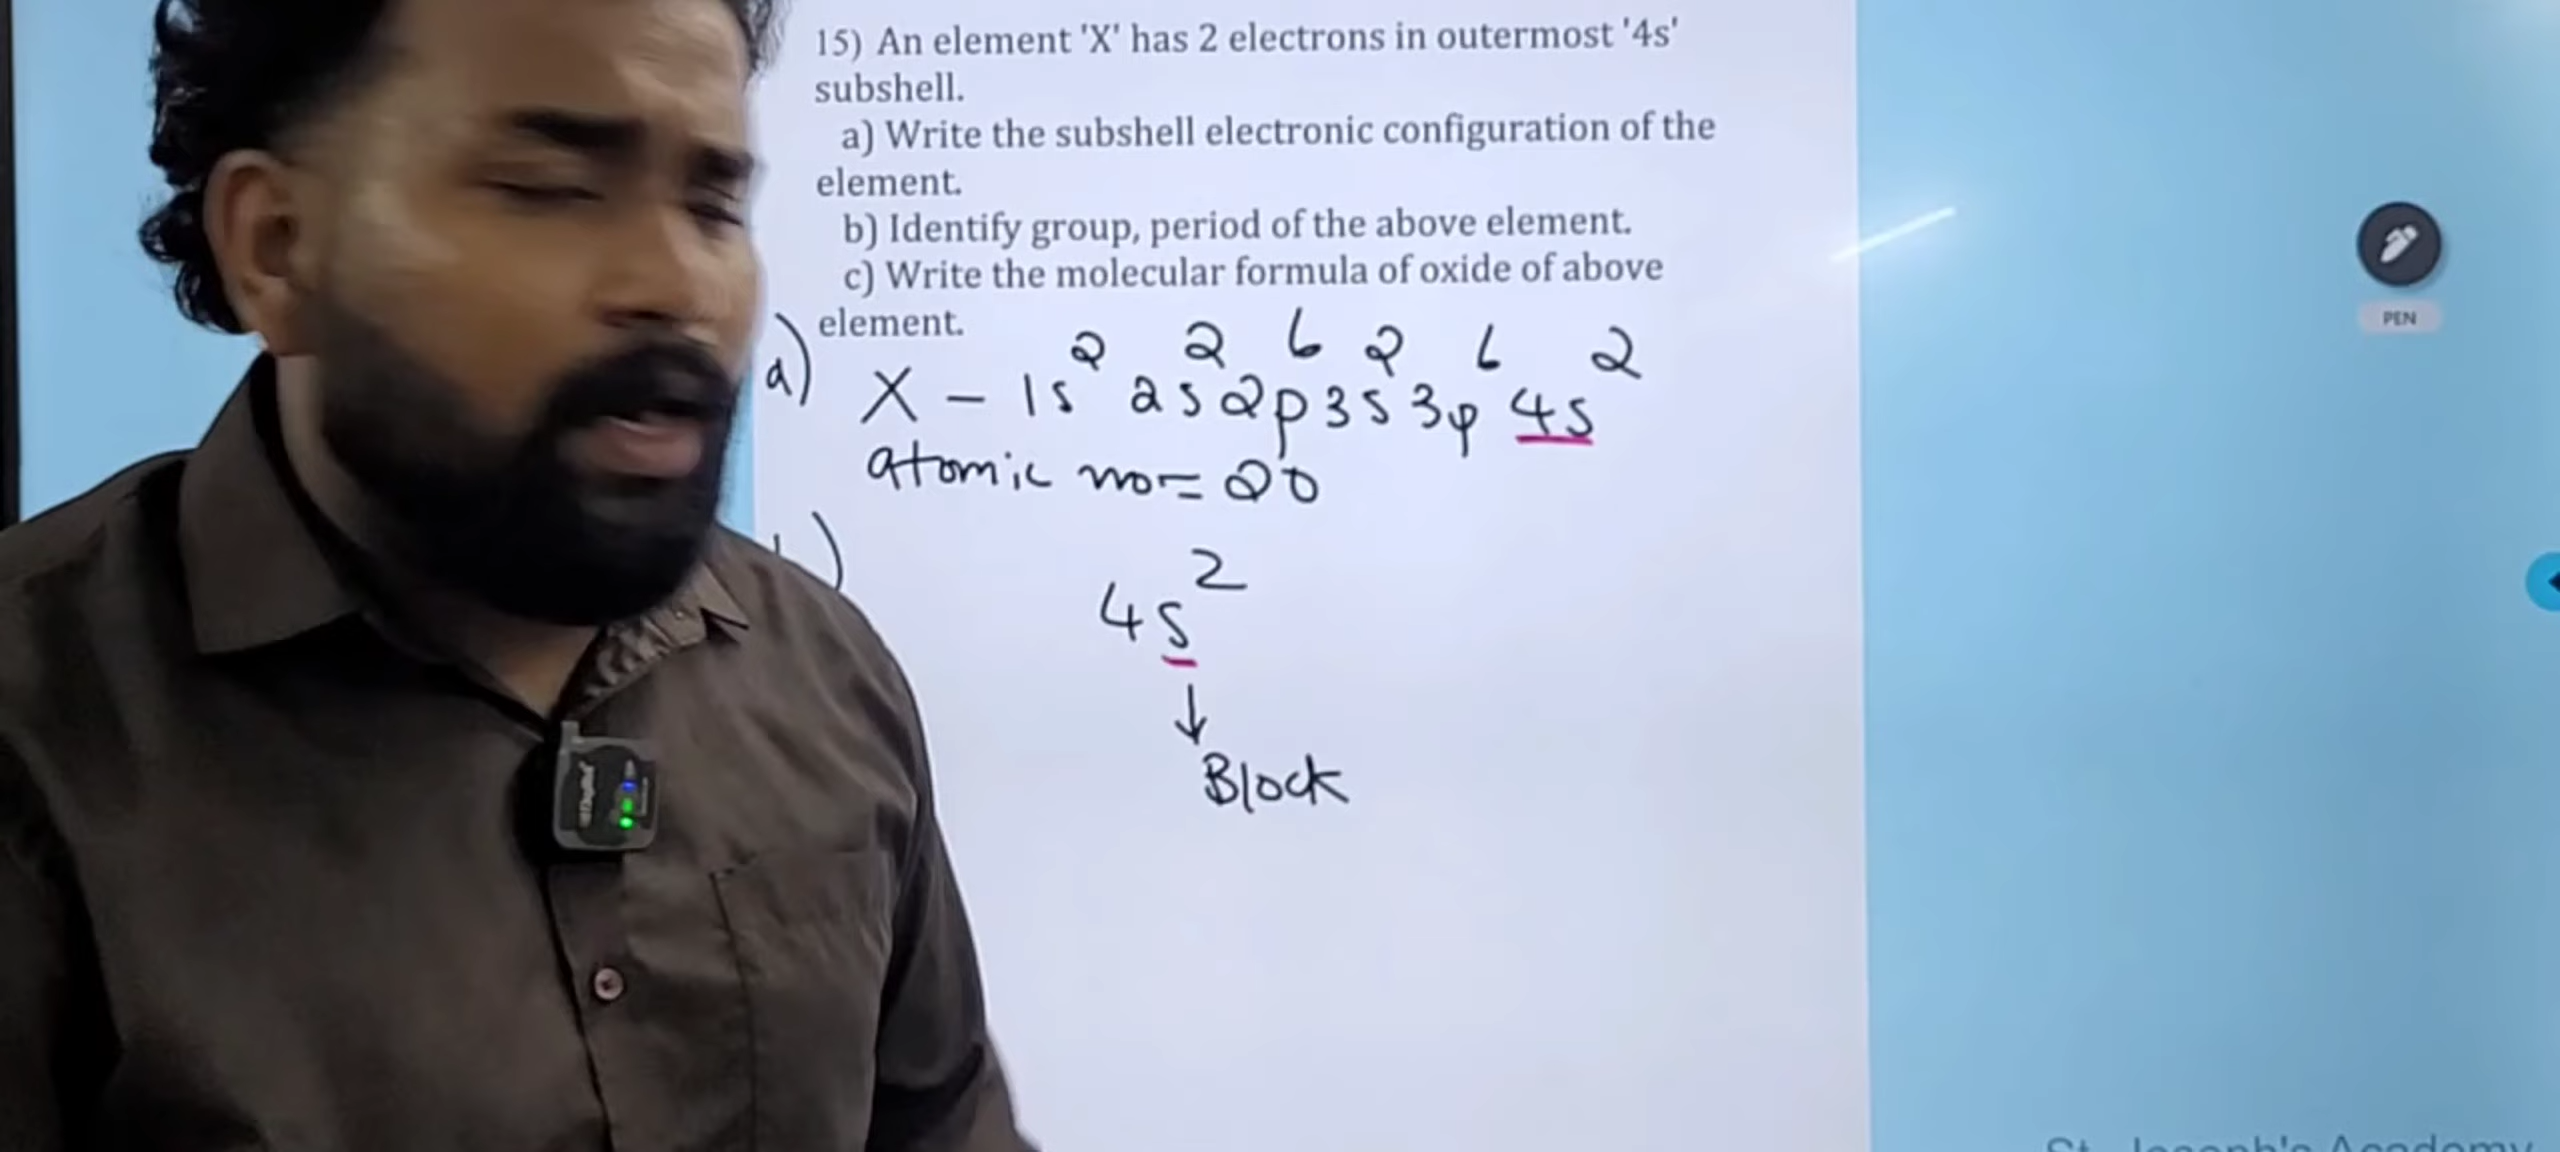 15) An element 'X' has 2 electrons in outermost '4s'
subshell.
a) Write the subshell electronic configuration of the
element.
b) Identify group, period of the above element.
c) Write the molecular formula of oxide of above
element.
a) X - 1s² 2s² 2p⁶ 3s² 3p⁶ 4s²
atomic no = 20
4s²
↓
Block
PEN